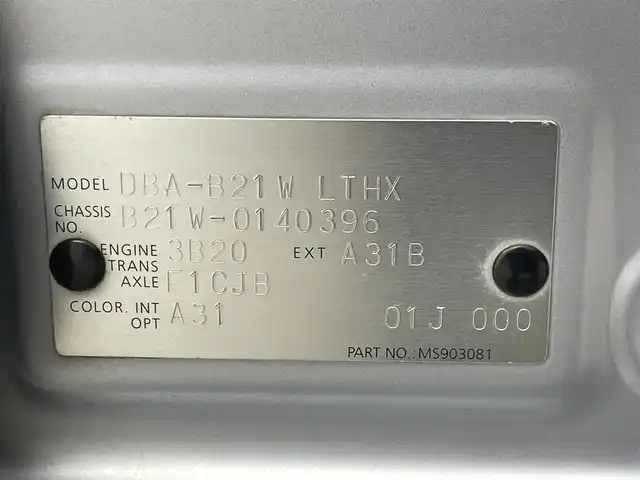 MODEL DBA-B21W LTHX
CHASSIS NO. B21W-0140396
ENGINE 3B20 EXT A31B
TRANS AXLE F1CJB
COLOR. INT OPT A31 01J 000
PART NO.:MS903081